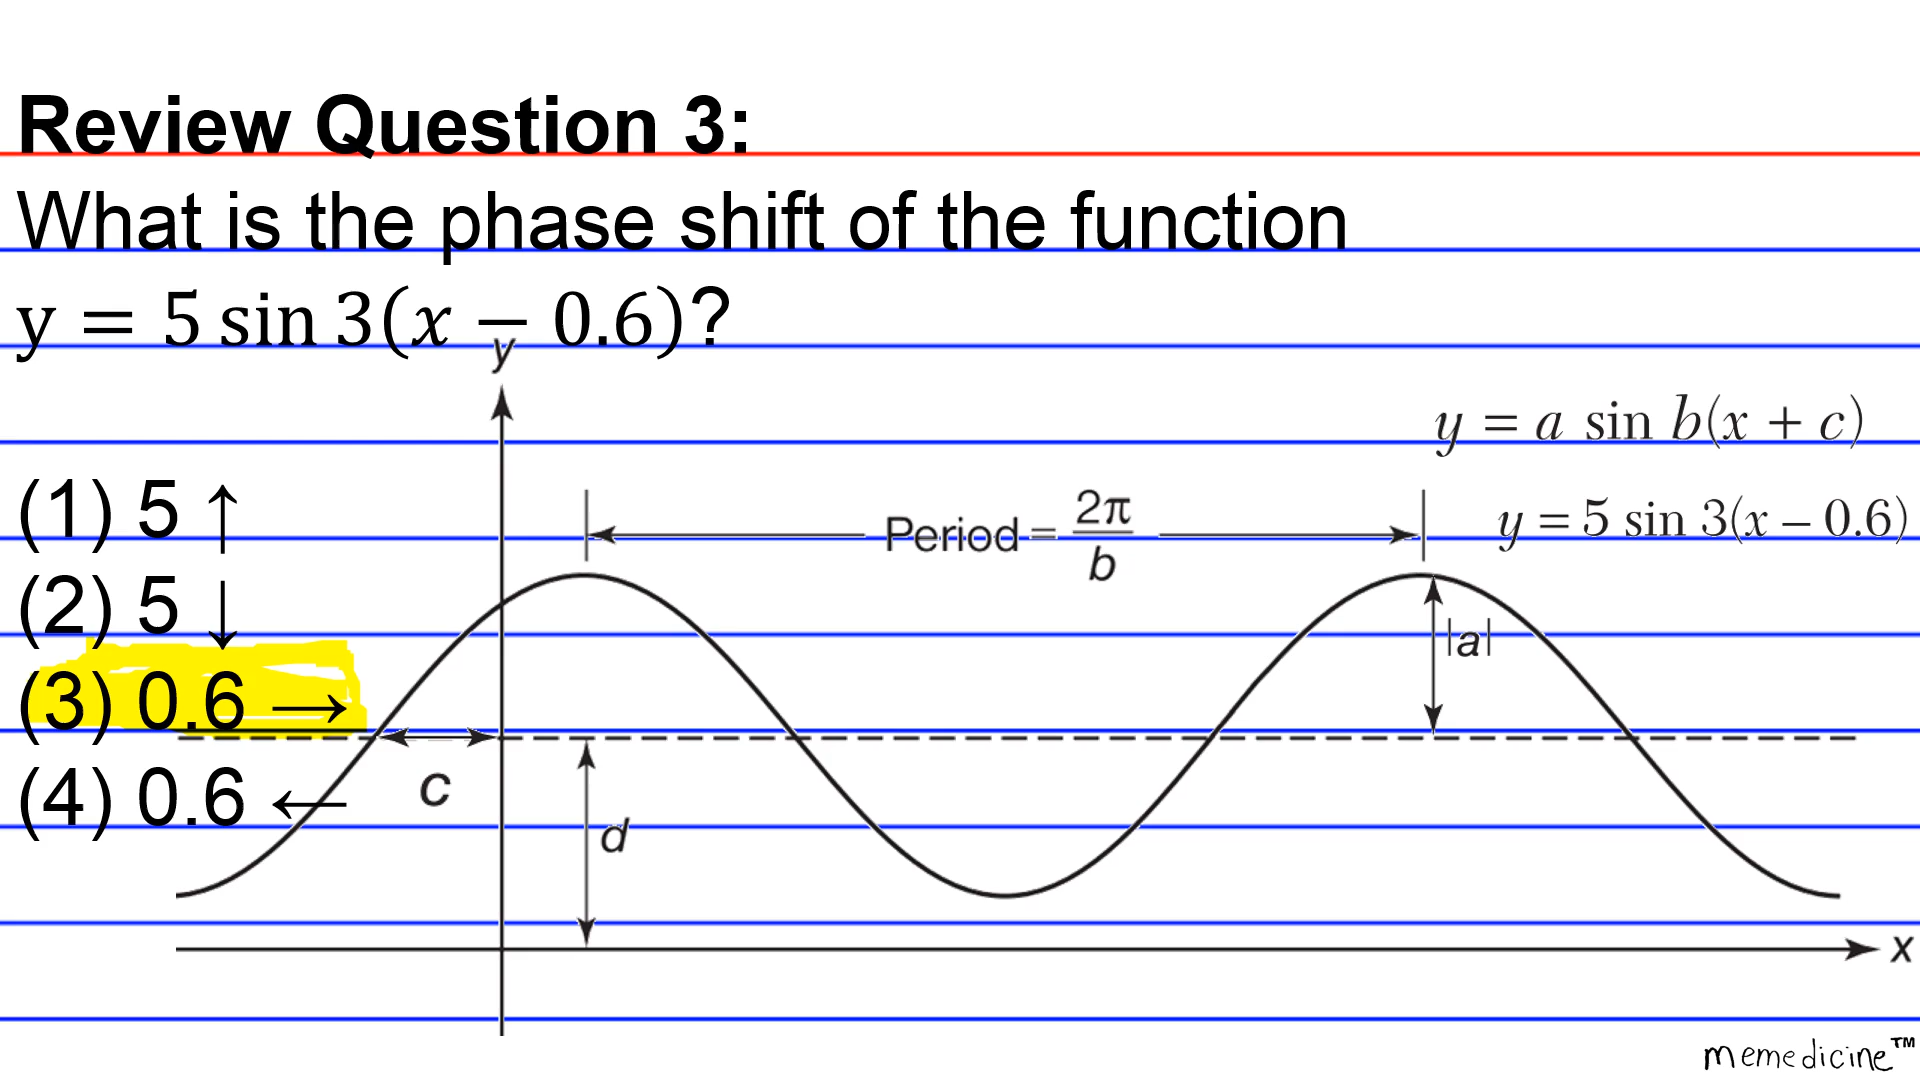 Review Question 3:
What is the phase shift of the function
y = 5 sin 3(x − 0.6)?
y
y = a sin b(x + c)
(1) 5 ↑
Period = 2π/b
y = 5 sin 3(x – 0.6)
(2) 5 ↓
|a|
(3) 0.6 →
c
(4) 0.6 ←
d
x
memedicine™